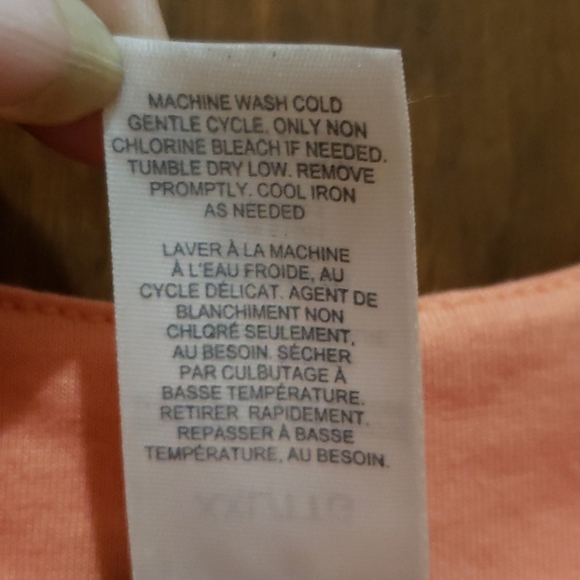 MACHINE WASH COLD
GENTLE CYCLE. ONLY NON
CHLORINE BLEACH IF NEEDED.
TUMBLE DRY LOW. REMOVE
PROMPTLY. COOL IRON
AS NEEDED
LAVER À LA MACHINE
À L'EAU FROIDE, AU
CYCLE DÉLICAT. AGENT DE
BLANCHIMENT NON
CHLORÉ SEULEMENT,
AU BESOIN. SÉCHER
PAR CULBUTAGE À
BASSE TEMPÉRATURE.
RETIRER RAPIDEMENT.
REPASSER À BASSE
TEMPÉRATURE, AU BESOIN.